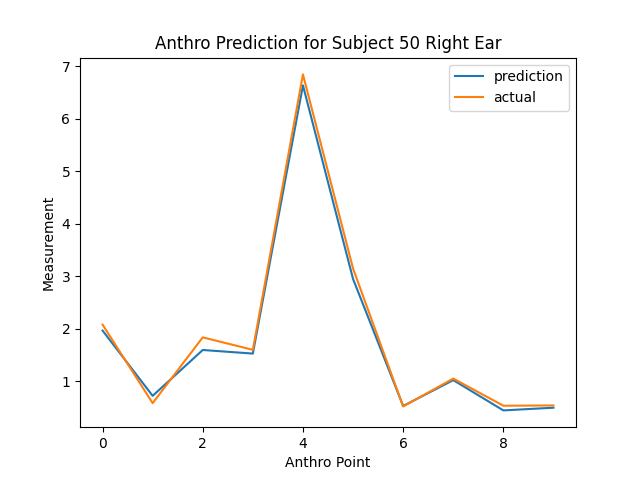 Anthro Prediction for Subject 50 Right Ear
prediction
actual
7
6
5
4
3
2
1
Measurement
0 2 4 6 8
Anthro Point